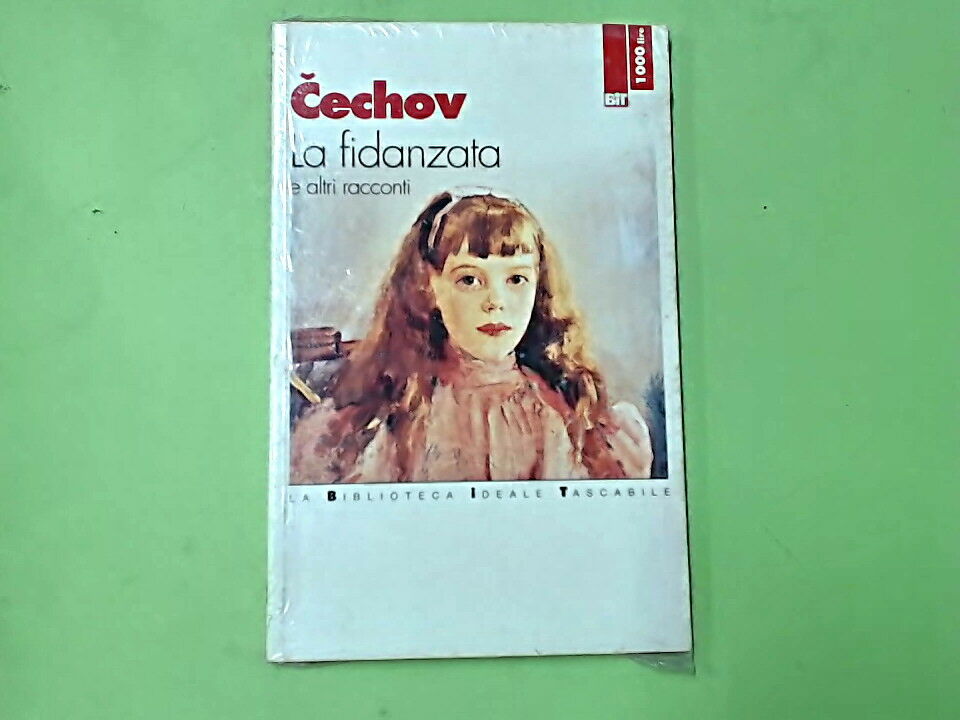 Čechov
La fidanzata
e altri racconti
BIT
1000 lire
LA BIBLIOTECA IDEALE TASCABILE